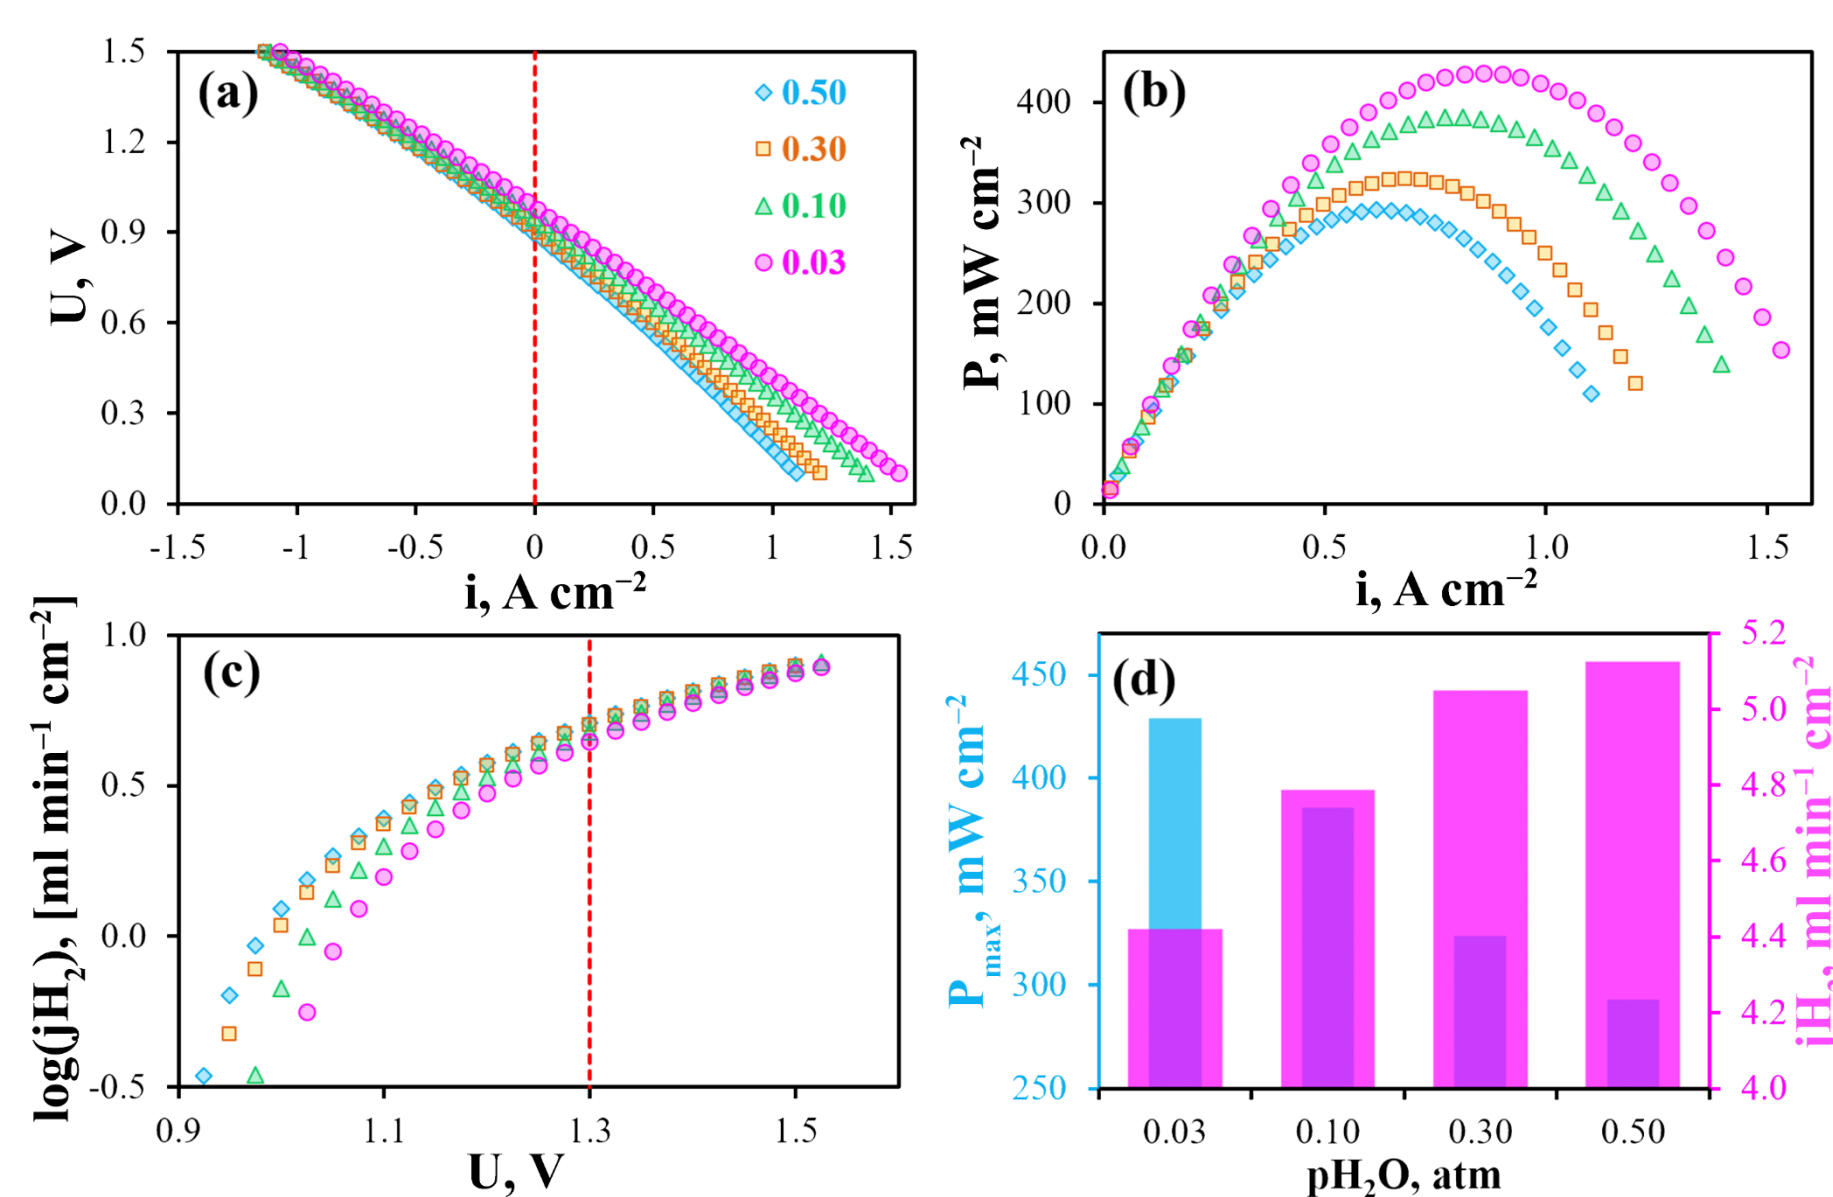 (a)
0.50
0.30
0.10
0.03
1.5
1.2
0.9
0.6
0.3
0.0
U, V
-1.5 -1 -0.5 0 0.5 1 1.5
i, A cm⁻²
(b)
400
300
200
100
0
P, mW cm⁻²
0.0 0.5 1.0 1.5
i, A cm⁻²
(c)
1.0
0.5
0.0
-0.5
log(jH₂), [ml min⁻¹ cm⁻²]
0.9 1.1 1.3 1.5
U, V
(d)
450
400
350
300
250
Pmax, mW cm⁻²
5.2
5.0
4.8
4.6
4.4
4.2
4.0
jH₂, ml min⁻¹ cm⁻²
0.03 0.10 0.30 0.50
pH₂O, atm